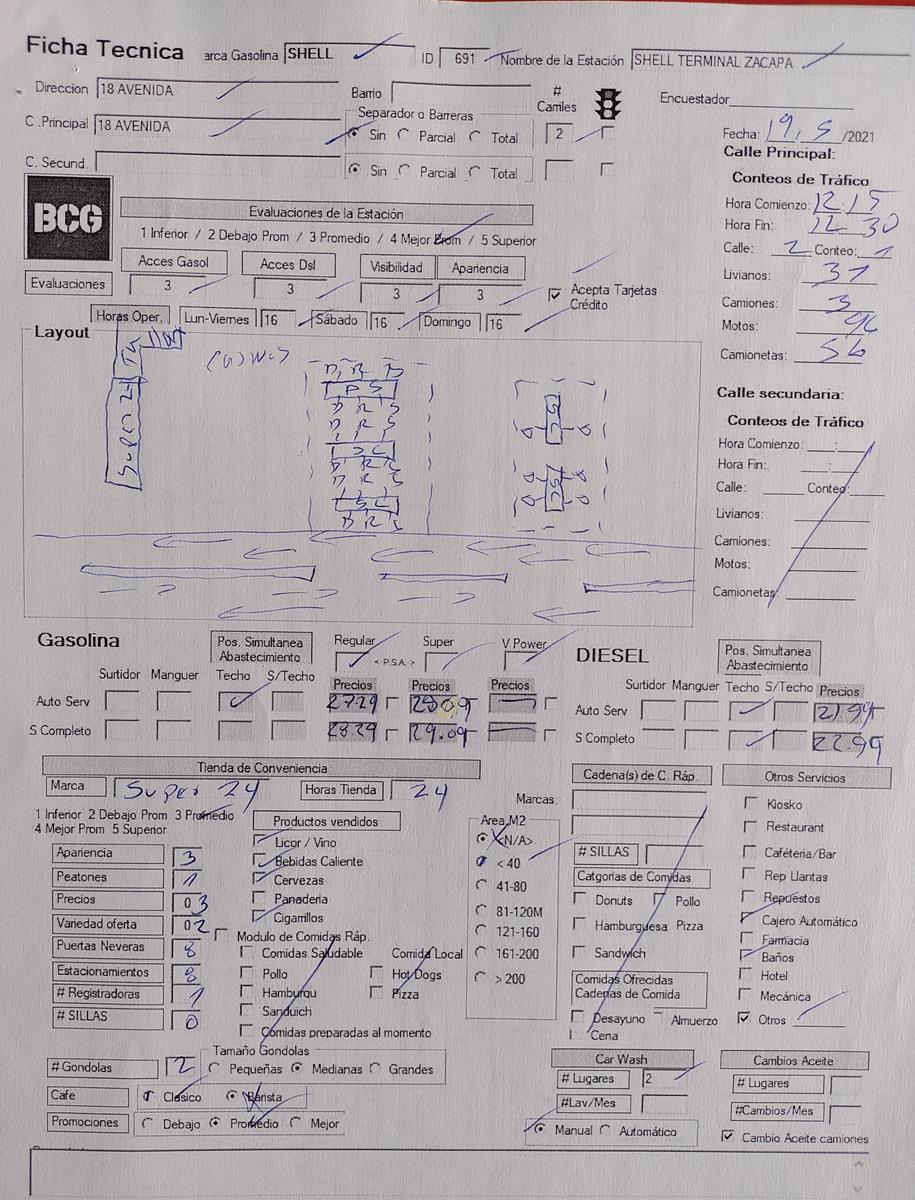 Ficha Tecnica arca Gasolina SHELL ID 691 Nombre de la Estación SHELL TERMINAL ZACAPA
Direccion 18 AVENIDA Barrio # Carriles Encuestador
C .Principal 18 AVENIDA Separador o Barreras Sin Parcial Total 2 Fecha: 19, 5 /2021
C. Secund. Sin Parcial Total
Calle Principal:
Conteos de Tráfico
Hora Comienzo: 12:15
Hora Fin: 12:30
Calle: 2 Conteo: 1
Livianos: 37
Camiones: 3
Motos: 96
Camionetas: 56
BCG
Evaluaciones de la Estación
1 Inferior / 2 Debajo Prom / 3 Promedio / 4 Mejor Prom / 5 Superior
Acces Gasol Acces Dsl Visibilidad Apariencia
Evaluaciones 3 3 3 3 Acepta Tarjetas Crédito
Horas Oper. Lun-Viernes 16 Sábado 16 Domingo 16
Layout
Super 24
Calle secundaria:
Conteos de Tráfico
Hora Comienzo: :
Hora Fin: :
Calle: Conteo:
Livianos:
Camiones:
Motos:
Camionetas:
Gasolina Pos. Simultanea Abastecimiento Regular <-P.S.A.-> Super V Power
Surtidor Manguer Techo S/Techo Precios Precios Precios
Auto Serv 27.29
S Completo 28.29 29.09
DIESEL Pos. Simultanea Abastecimiento
Surtidor Manguer Techo S/Techo Precios
Auto Serv 21.99
S Completo 22.99
Tienda de Conveniencia
Marca Super 24 Horas Tienda 24
1 Inferior 2 Debajo Prom 3 Promedio
4 Mejor Prom 5 Superior
Apariencia 3
Peatones 1
Precios 03
Variedad oferta 02
Puertas Neveras 8
Estacionamientos 8
# Registradoras 1
# SILLAS 0
Productos vendidos
Licor / Vino
Bebidas Caliente
Cervezas
Panaderia
Cigarrillos
Modulo de Comidas Ráp.
Comidas Saludable Comida Local
Pollo Hot Dogs
Hamburgu Pizza
Sanduich
Comidas preparadas al momento
Area M2
<N/A>
< 40
41-80
81-120M
121-160
161-200
> 200
# Gondolas 2 Tamaño Gondolas Pequeñas Medianas Grandes
Cafe Clasico Barista
Promociones Debajo Promedio Mejor
Cadena(s) de C. Ráp.
Marcas:
# SILLAS
Catgorias de Comidas
Donuts Pollo
Hamburguesa Pizza
Sandwich
Comidas Ofrecidas
Cadenas de Comida
Desayuno Almuerzo
Cena
Otros Servicios
Kiosko
Restaurant
Caféteria/Bar
Rep Llantas
Repuestos
Cajero Automático
Farmacia
Baños
Hotel
Mecánica
Otros
Car Wash
# Lugares 2
#Lav/Mes
Manual Automático
Cambios Aceite
# Lugares
#Cambios/Mes
Cambio Aceite camiones